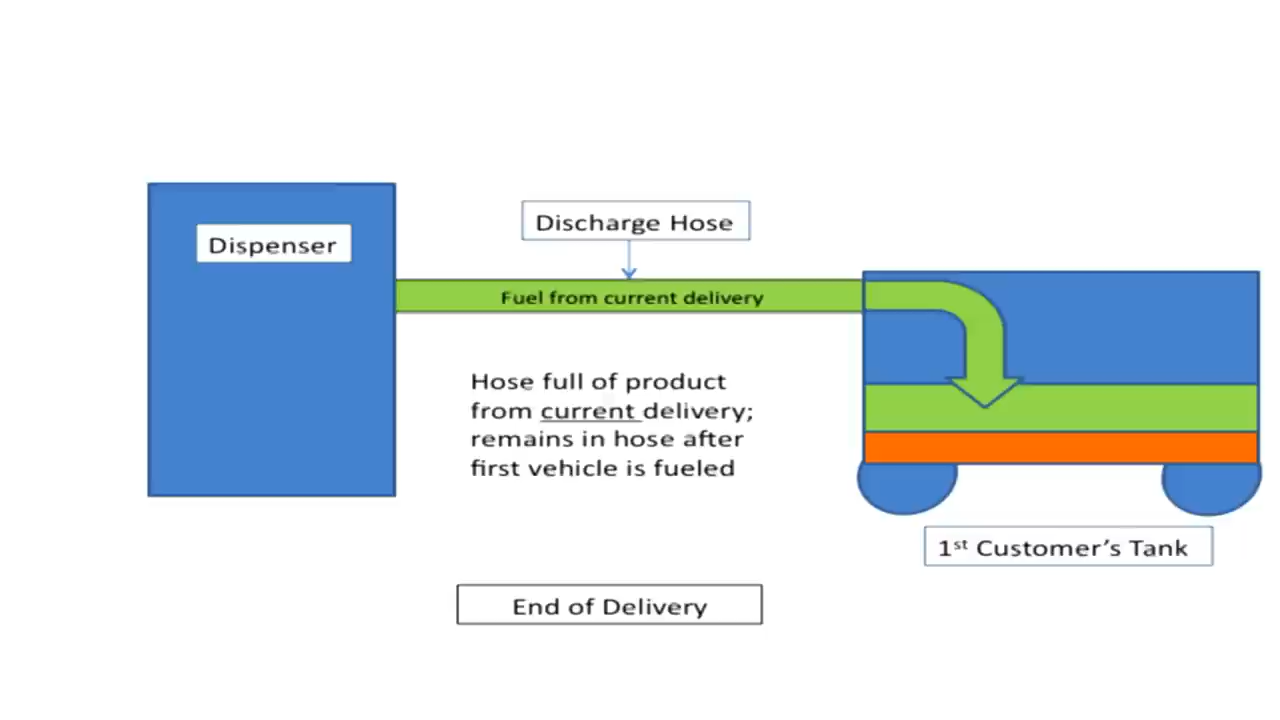 Dispenser
Discharge Hose
Fuel from current delivery
Hose full of product
from current delivery;
remains in hose after
first vehicle is fueled
1st Customer's Tank
End of Delivery